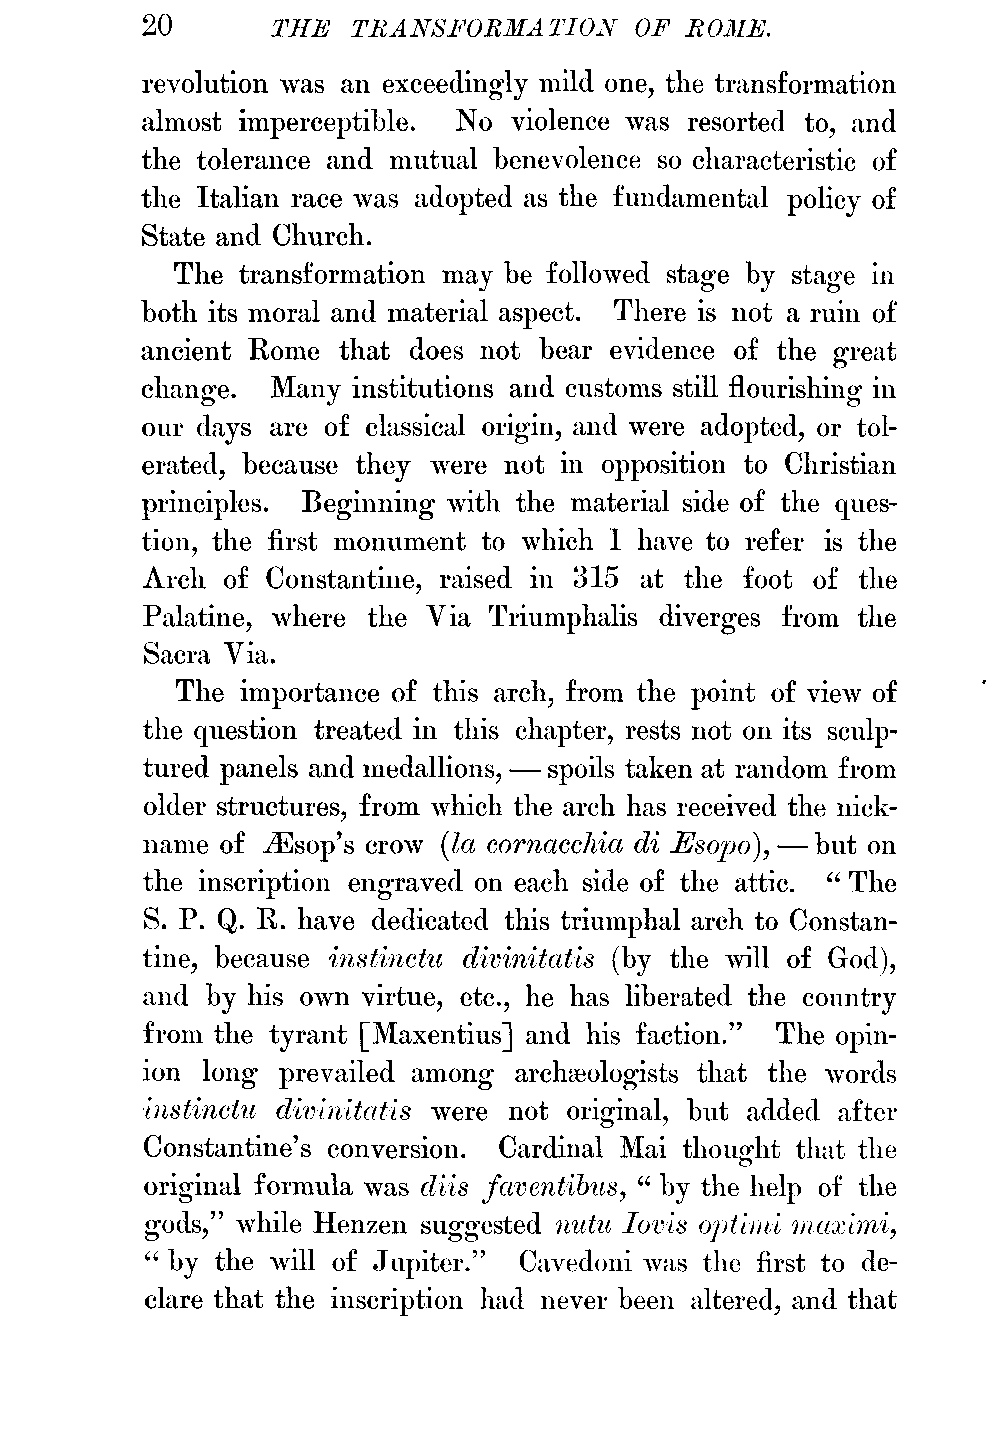 20 THE TRANSFORMATION OF ROME.
revolution was an exceedingly mild one, the transformation
almost imperceptible. No violence was resorted to, and
the tolerance and mutual benevolence so characteristic of
the Italian race was adopted as the fundamental policy of
State and Church.
The transformation may be followed stage by stage in
both its moral and material aspect. There is not a ruin of
ancient Rome that does not bear evidence of the great
change. Many institutions and customs still flourishing in
our days are of classical origin, and were adopted, or tol-
erated, because they were not in opposition to Christian
principles. Beginning with the material side of the ques-
tion, the first monument to which I have to refer is the
Arch of Constantine, raised in 315 at the foot of the
Palatine, where the Via Triumphalis diverges from the
Sacra Via.
The importance of this arch, from the point of view of
the question treated in this chapter, rests not on its sculp-
tured panels and medallions, — spoils taken at random from
older structures, from which the arch has received the nick-
name of Æsop's crow (la cornacchia di Esopo), — but on
the inscription engraved on each side of the attic. “ The
S. P. Q. R. have dedicated this triumphal arch to Constan-
tine, because instinctu divinitatis (by the will of God),
and by his own virtue, etc., he has liberated the country
from the tyrant [Maxentius] and his faction.” The opin-
ion long prevailed among archæologists that the words
instinctu divinitatis were not original, but added after
Constantine's conversion. Cardinal Mai thought that the
original formula was diis faventibus, “ by the help of the
gods,” while Henzen suggested nutu Iovis optimi maximi,
“ by the will of Jupiter.” Cavedoni was the first to de-
clare that the inscription had never been altered, and that